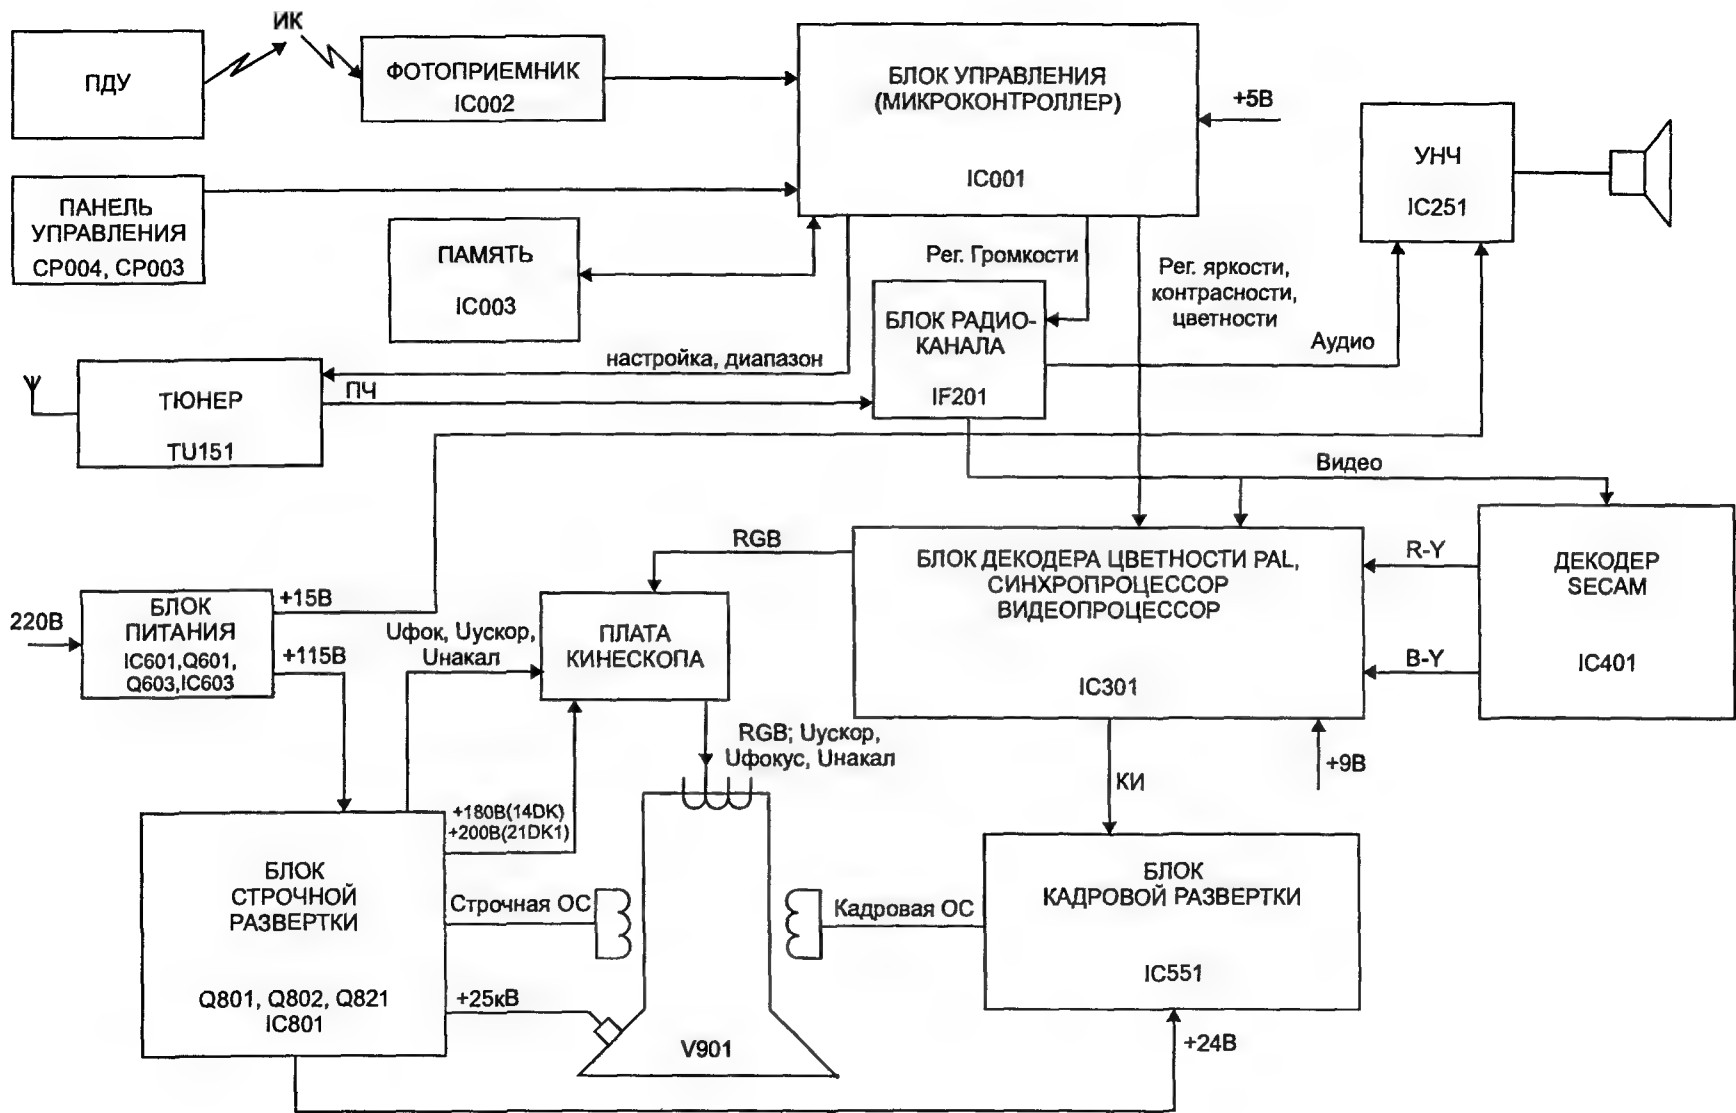 ИК
ПДУ
ФОТОПРИЕМНИК
IC002
БЛОК УПРАВЛЕНИЯ
(МИКРОКОНТРОЛЛЕР)
IC001
+5В
УНЧ
IC251
ПАНЕЛЬ
УПРАВЛЕНИЯ
CP004, CP003
ПАМЯТЬ
IC003
Рег. Громкости
Рег. яркости,
контрасности,
цветности
БЛОК РАДИО-
КАНАЛА
IF201
Аудио
настройка, диапазон
ПЧ
ТЮНЕР
TU151
Видео
RGB
БЛОК ДЕКОДЕРА ЦВЕТНОСТИ PAL,
СИНХРОПРОЦЕССОР
ВИДЕОПРОЦЕССОР
IC301
R-Y
B-Y
ДЕКОДЕР
SECAM
IC401
220В
БЛОК
ПИТАНИЯ
IC601,Q601,
Q603,IC603
+15В
+115В
Uфок, Uускор,
Uнакал
ПЛАТА
КИНЕСКОПА
RGB; Uускор,
Uфокус, Uнакал
+9В
КИ
+180В(14DK)
+200В(21DK1)
БЛОК
СТРОЧНОЙ
РАЗВЕРТКИ
Q801, Q802, Q821
IC801
Строчная ОС
Кадровая ОС
БЛОК
КАДРОВОЙ РАЗВЕРТКИ
IC551
+25кВ
V901
+24В